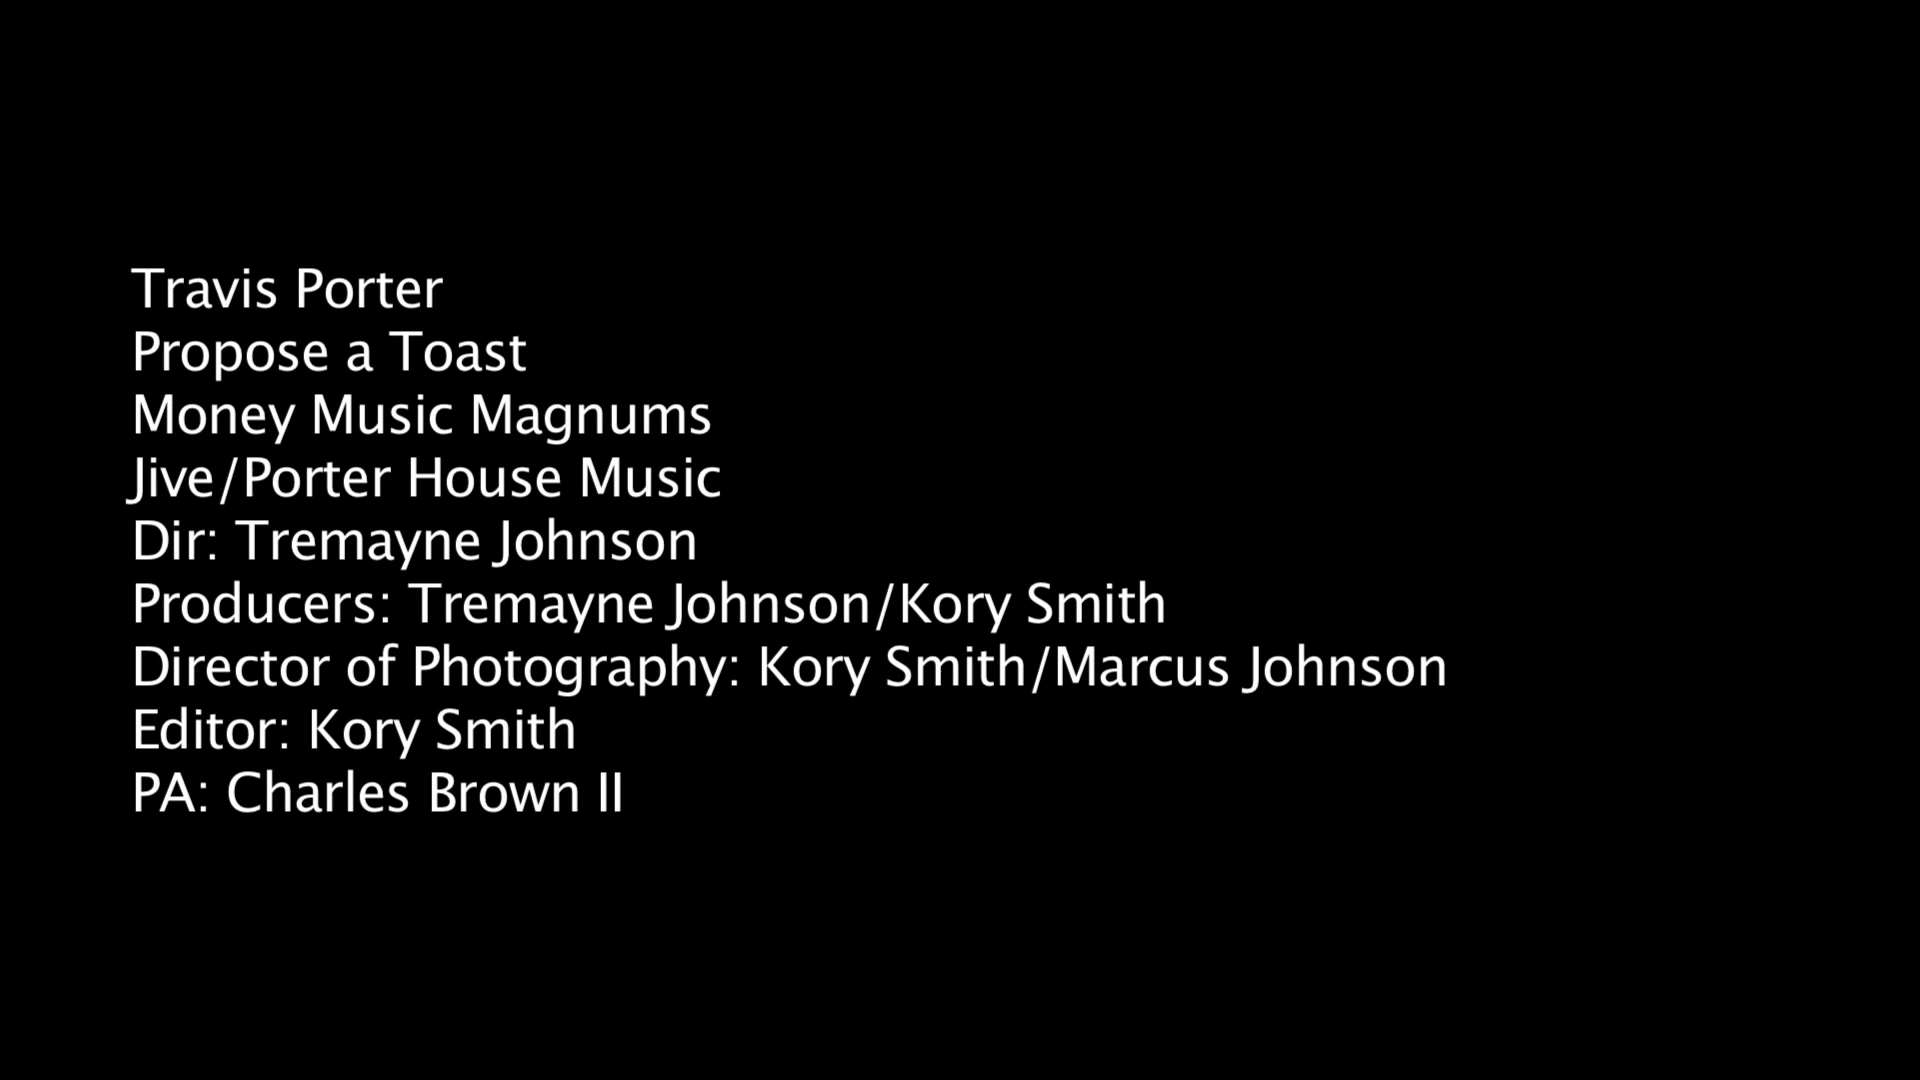 Travis Porter
Propose a Toast
Money Music Magnums
Jive/Porter House Music
Dir: Tremayne Johnson
Producers: Tremayne Johnson/Kory Smith
Director of Photography: Kory Smith/Marcus Johnson
Editor: Kory Smith
PA: Charles Brown II